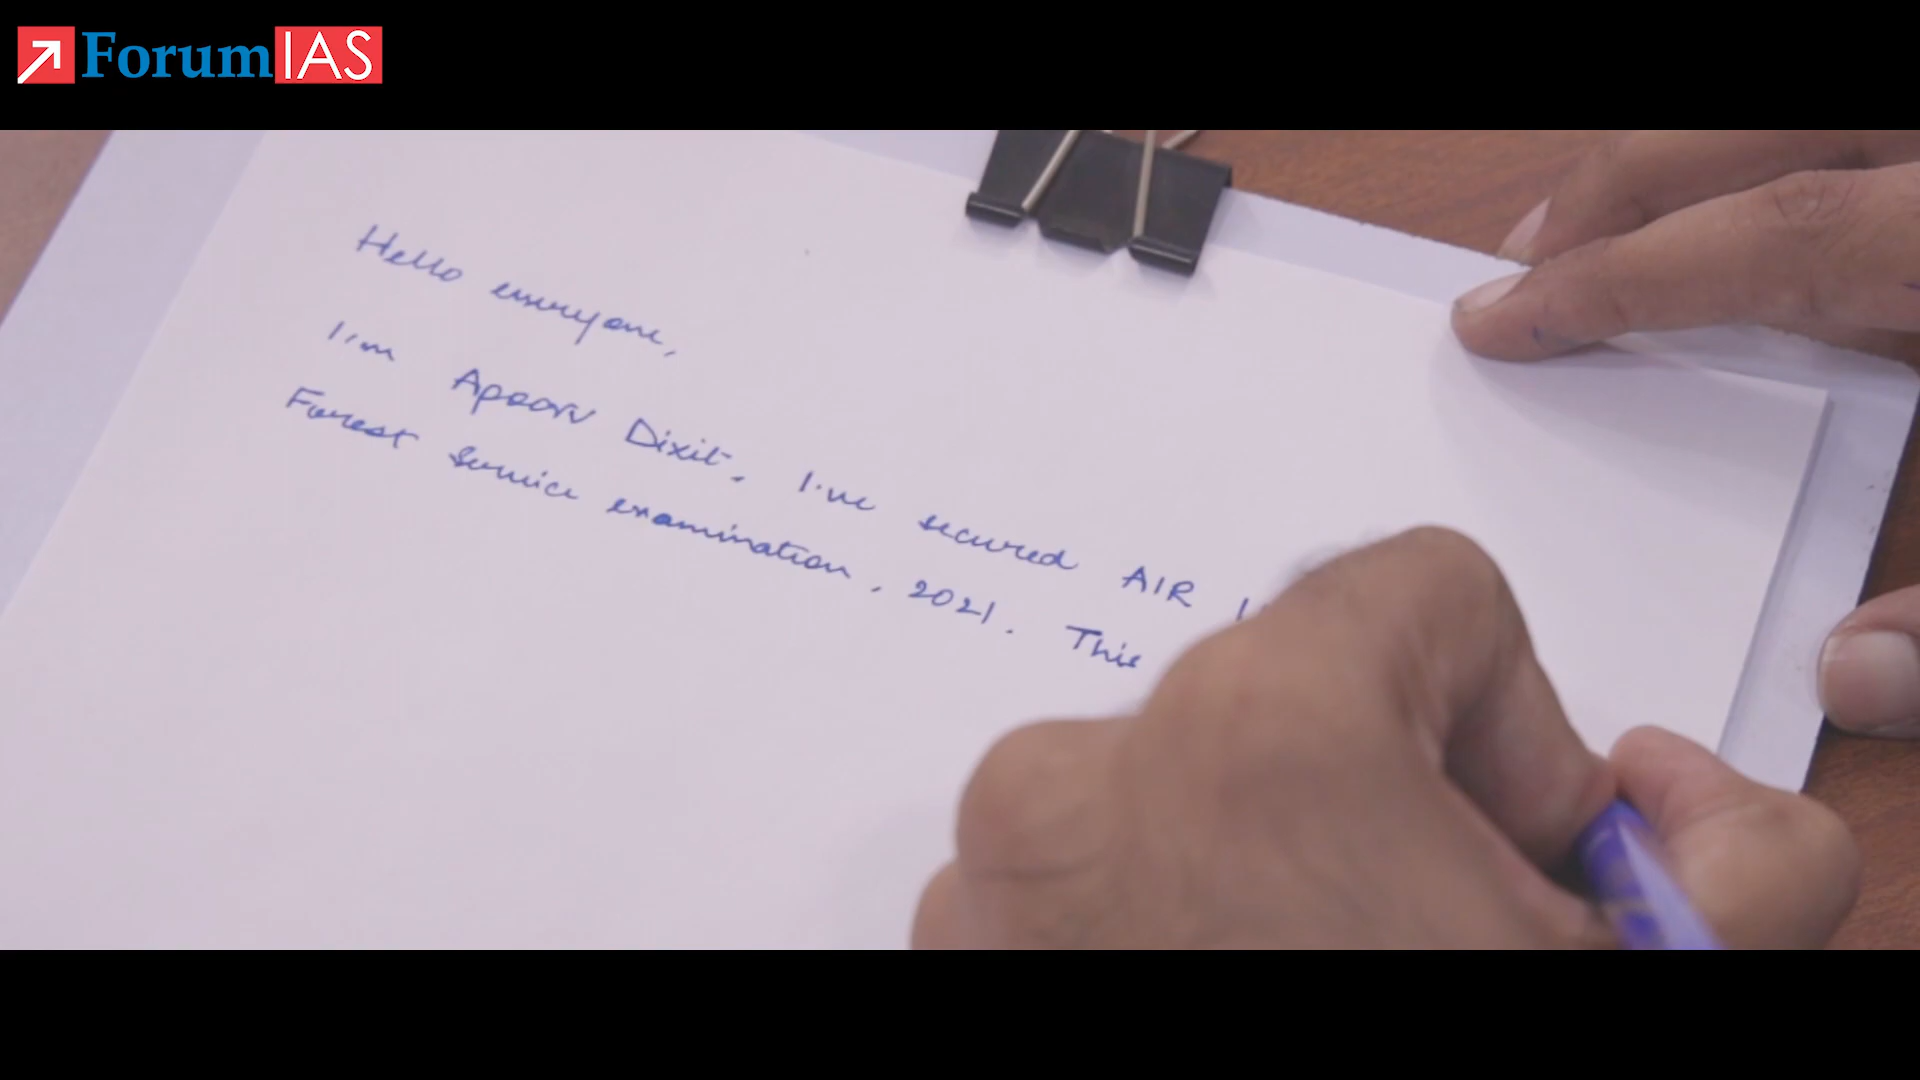 ForumIAS
Hello everyone,
I'm Apoorv Dixit. I've secured AIR
Forest Service examination, 2021. This